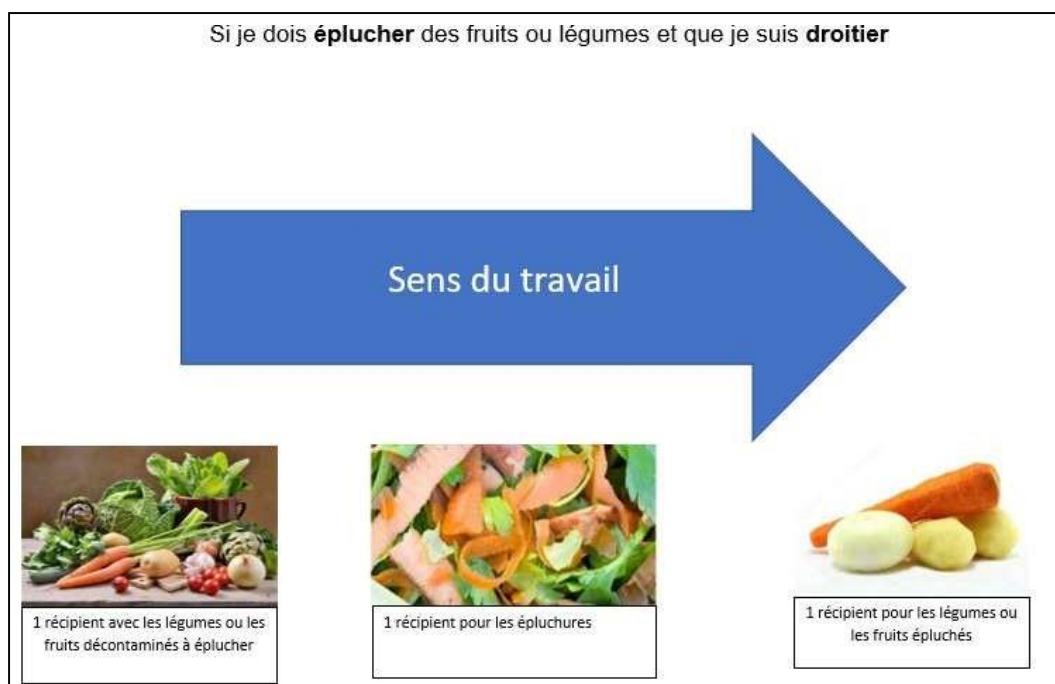 Si je dois éplucher des fruits ou légumes et que je suis droitier
Sens du travail
1 récipient avec les légumes ou les
fruits décontaminés à éplucher
1 récipient pour les épluchures
1 récipient pour les légumes ou
les fruits épluchés